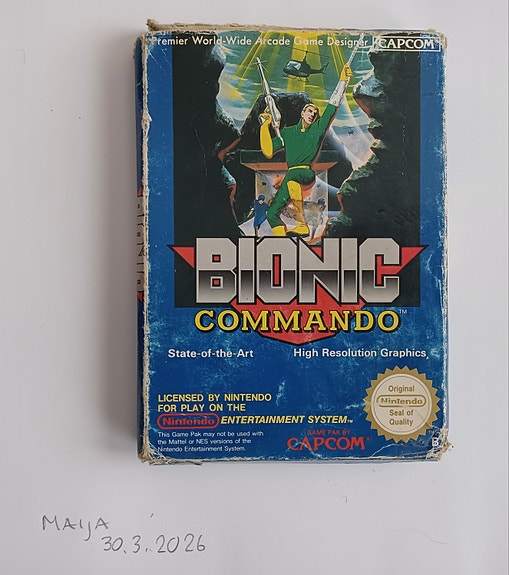 Premier World-Wide Arcade Game Designer CAPCOM
BIONIC
COMMANDO™
State-of-the-Art High Resolution Graphics
LICENSED BY NINTENDO
FOR PLAY ON THE
Nintendo ENTERTAINMENT SYSTEM™
This Game Pak may not be used with
the Mattel or NES versions of the
Nintendo Entertainment System.
GAME PAK BY
CAPCOM®
Original
Nintendo
Seal of
Quality
B
MAIJA
30.3.2026